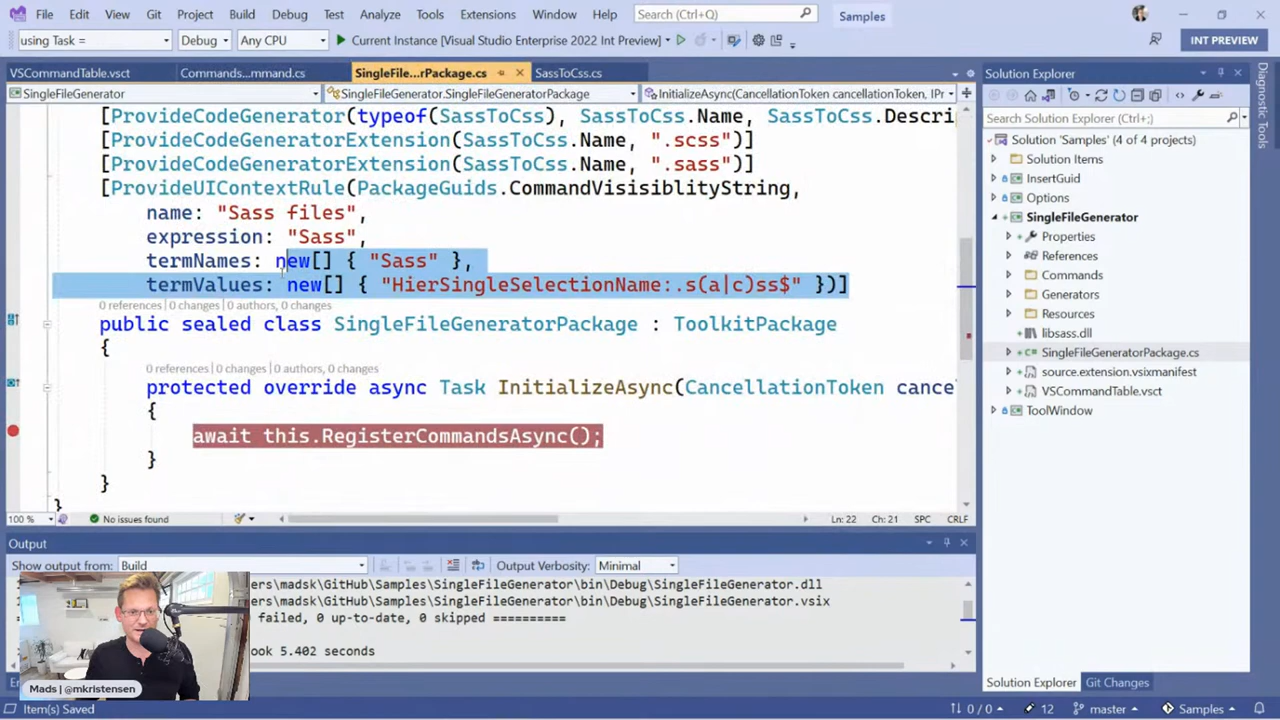 File Edit View Git Project Build Debug Test Analyze Tools Extensions Window Help Search (Ctrl+Q) Samples
using Task = Debug Any CPU Current Instance [Visual Studio Enterprise 2022 Int Preview] INT PREVIEW
VSCommandTable.vsct Commands...mmand.cs SingleFile...rPackage.cs SassToCss.cs
SingleFileGenerator SingleFileGenerator.SingleFileGeneratorPackage InitializeAsync(CancellationToken cancellationToken, IPr
[ProvideCodeGenerator(typeof(SassToCss), SassToCss.Name, SassToCss.Descri
[ProvideCodeGeneratorExtension(SassToCss.Name, ".scss")]
[ProvideCodeGeneratorExtension(SassToCss.Name, ".sass")]
[ProvideUIContextRule(PackageGuids.CommandVisisiblityString,
name: "Sass files",
expression: "Sass",
termNames: new[] { "Sass" },
termValues: new[] { "HierSingleSelectionName:.s(a|c)ss$" })]
0 references | 0 changes | 0 authors, 0 changes
public sealed class SingleFileGeneratorPackage : ToolkitPackage
{
0 references | 0 changes | 0 authors, 0 changes
protected override async Task InitializeAsync(CancellationToken cance
{
await this.RegisterCommandsAsync();
}
}
}
100 % No issues found Ln: 22 Ch: 21 SPC CRLF
Output
Show output from: Build Output Verbosity: Minimal
ers\madsk\GitHub\Samples\SingleFileGenerator\bin\Debug\SingleFileGenerator.dll
ers\madsk\GitHub\Samples\SingleFileGenerator\bin\Debug\SingleFileGenerator.vsix
failed, 0 up-to-date, 0 skipped ==========
ook 5.402 seconds
Mads | @mkristensen
Solution Explorer
Search Solution Explorer (Ctrl+;)
Solution 'Samples' (4 of 4 projects)
Solution Items
InsertGuid
Options
SingleFileGenerator
Properties
References
Commands
Generators
Resources
libsass.dll
SingleFileGeneratorPackage.cs
source.extension.vsixmanifest
VSCommandTable.vsct
ToolWindow
Solution Explorer Git Changes
Diagnostic Tools
Item(s) Saved 0 / 0 12 master Samples